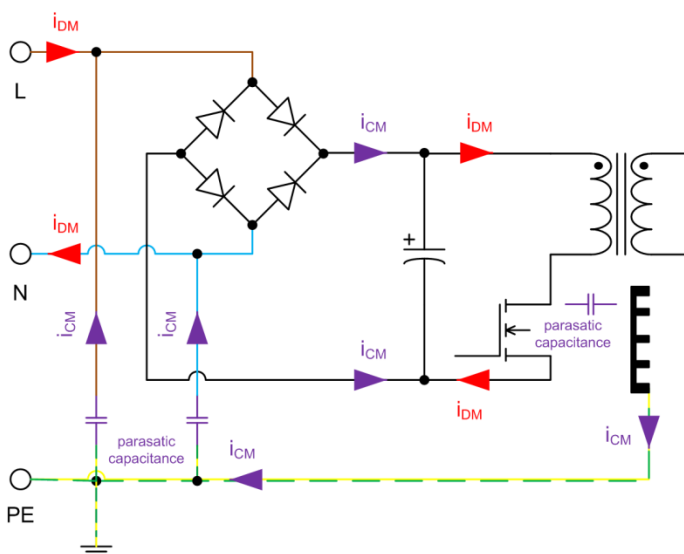 iDM
L
iCM
iDM
iDM
N
+
iCM
iCM
iCM
parasatic
capacitance
iDM
parasatic
capacitance
iCM
iCM
PE